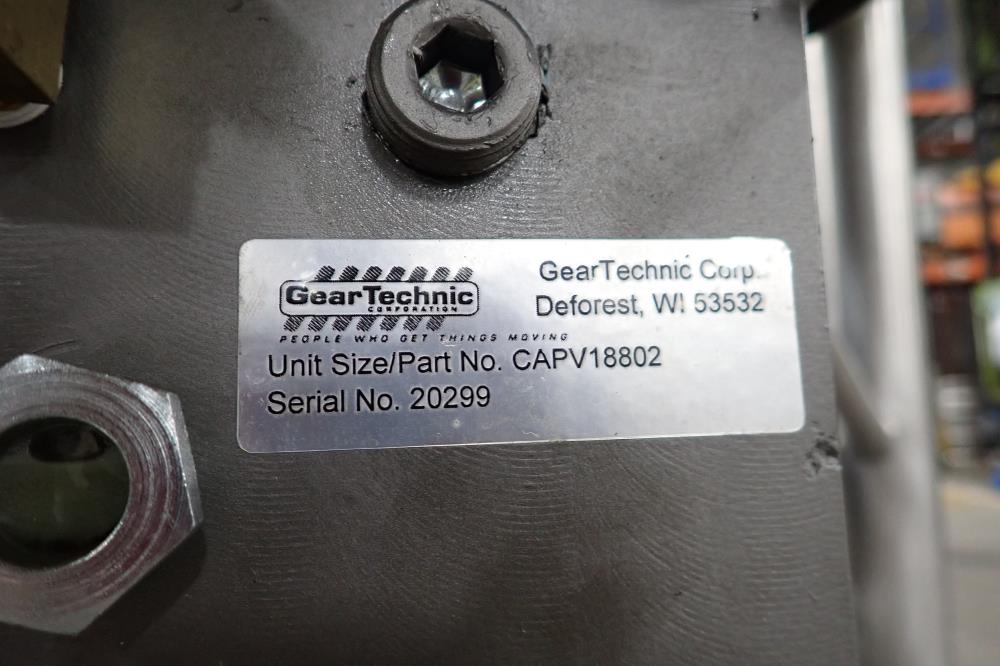 GearTechnic
CORPORATION
PEOPLE WHO GET THINGS MOVING
GearTechnic Corp.
Deforest, WI 53532
Unit Size/Part No. CAPV18802
Serial No. 20299